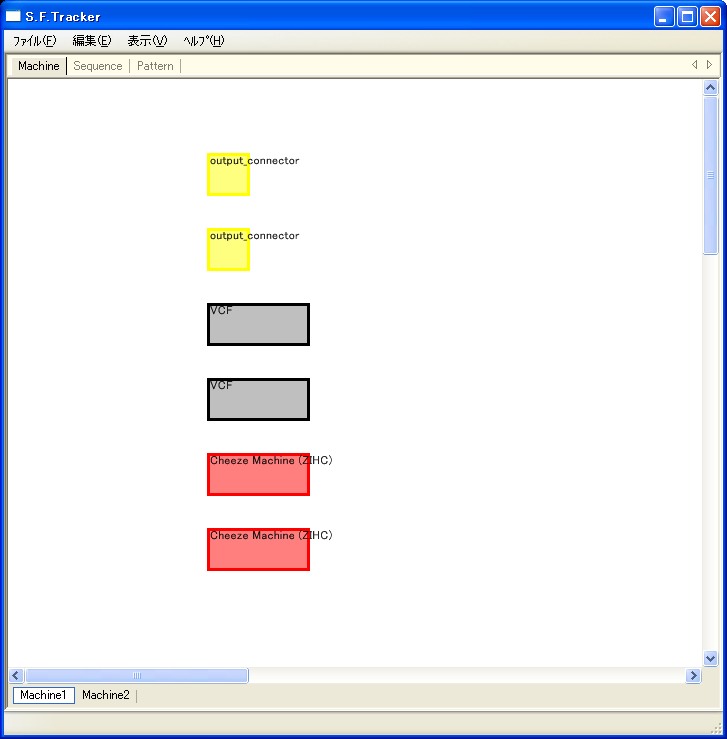 S.F.Tracker
ﾌｧｲﾙ(F) 編集(E) 表示(V) ﾍﾙﾌﾟ(H)
Machine Sequence Pattern
output_connector
output_connector
VCF
VCF
Cheeze Machine (ZIHC)
Cheeze Machine (ZIHC)
Machine1 Machine2